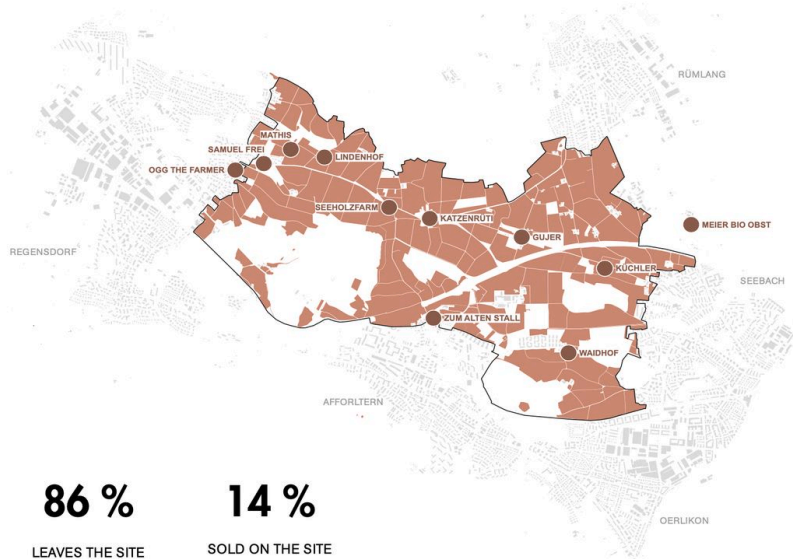 RÜMLANG
MATHIS
SAMUEL FREI
LINDENHOF
OGG THE FARMER
SEEHOLZFARM
KATZENRÜTI
MEIER BIO OBST
GUJER
REGENSDORF
KÜCHLER
SEEBACH
ZUM ALTEN STALL
WAIDHOF
AFFORLTERN
86 %
14 %
LEAVES THE SITE
SOLD ON THE SITE
OERLIKON